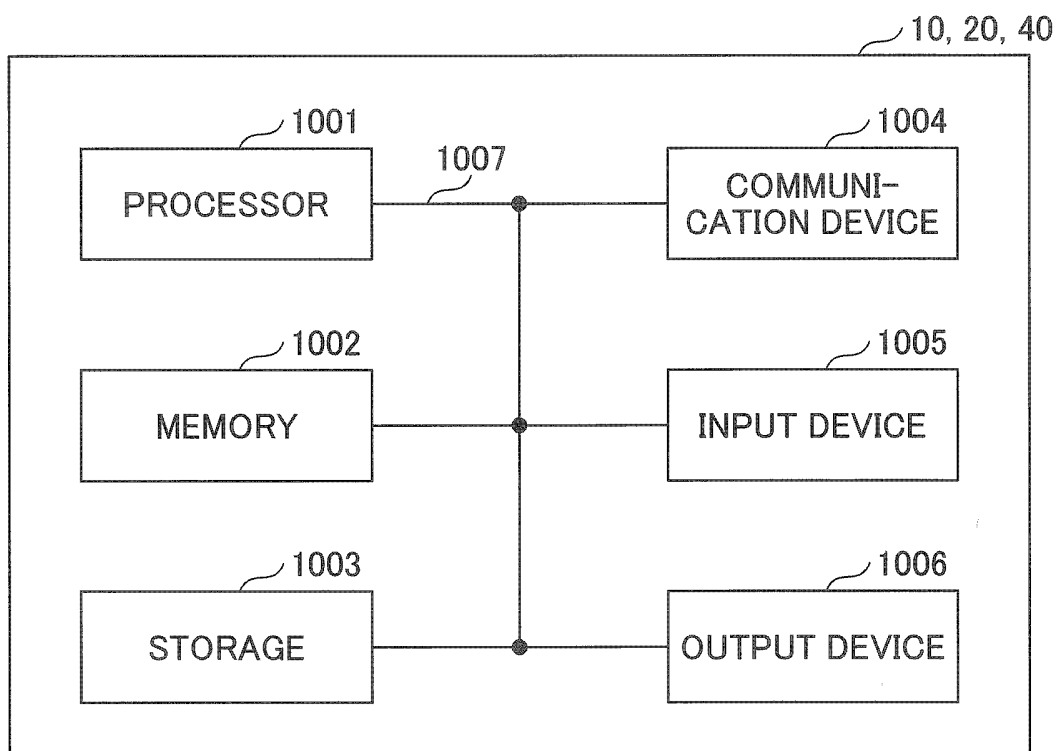 10, 20, 40
1001
1004
1007
PROCESSOR
COMMUNI-
CATION DEVICE
1002
1005
MEMORY
INPUT DEVICE
1003
1006
STORAGE
OUTPUT DEVICE